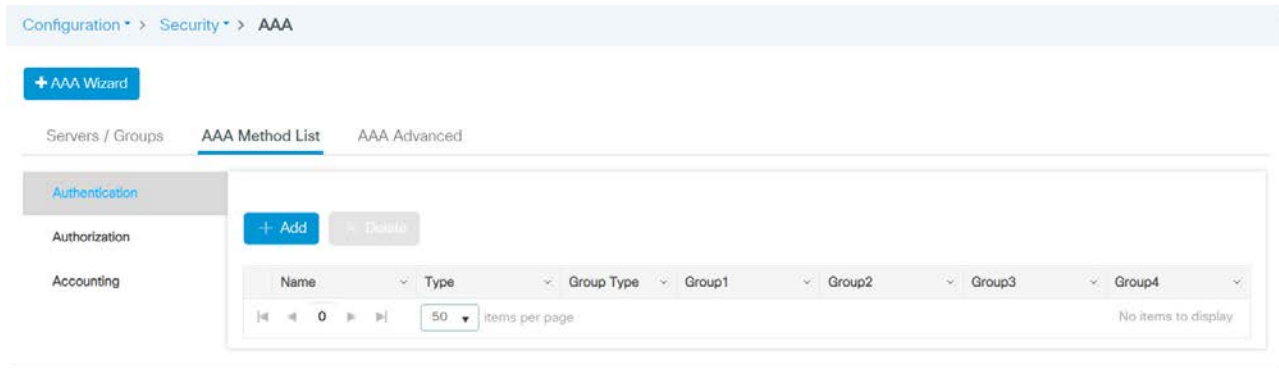 Configuration > Security > AAA
+ AAA Wizard
Servers / Groups AAA Method List AAA Advanced
Authentication
Authorization
Accounting
+ Add × Delete
Name Type Group Type Group1 Group2 Group3 Group4
0 50 items per page No items to display